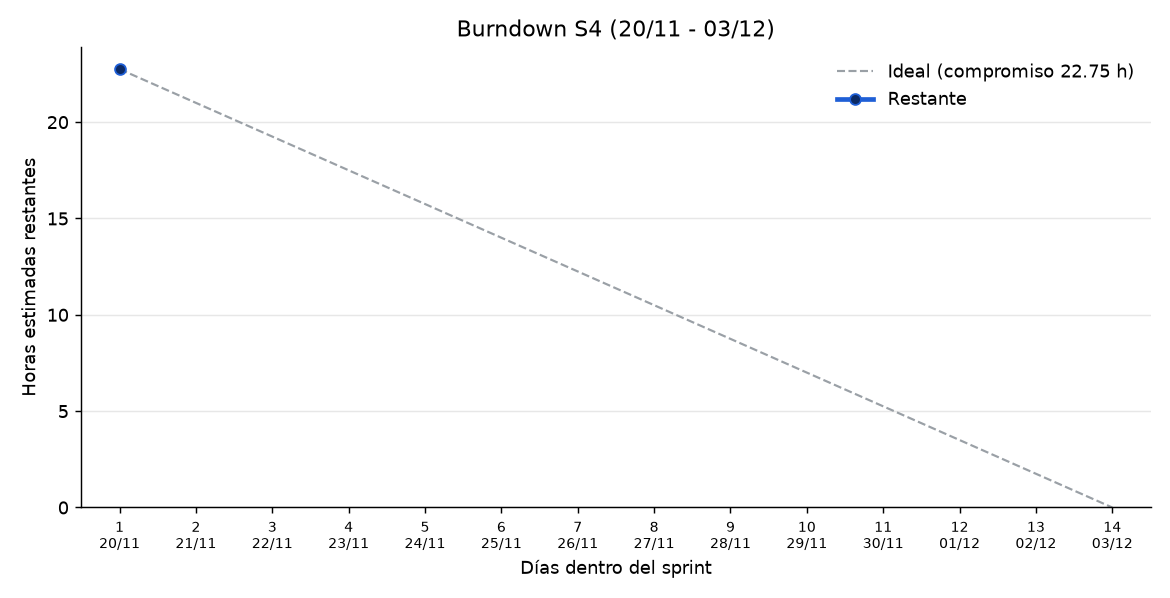 Burndown S4 (20/11 - 03/12)
Ideal (compromiso 22.75 h)
Restante
Horas estimadas restantes
20
15
10
5
0
1 2 3 4 5 6 7 8 9 10 11 12 13 14
20/11 21/11 22/11 23/11 24/11 25/11 26/11 27/11 28/11 29/11 30/11 01/12 02/12 03/12
Días dentro del sprint